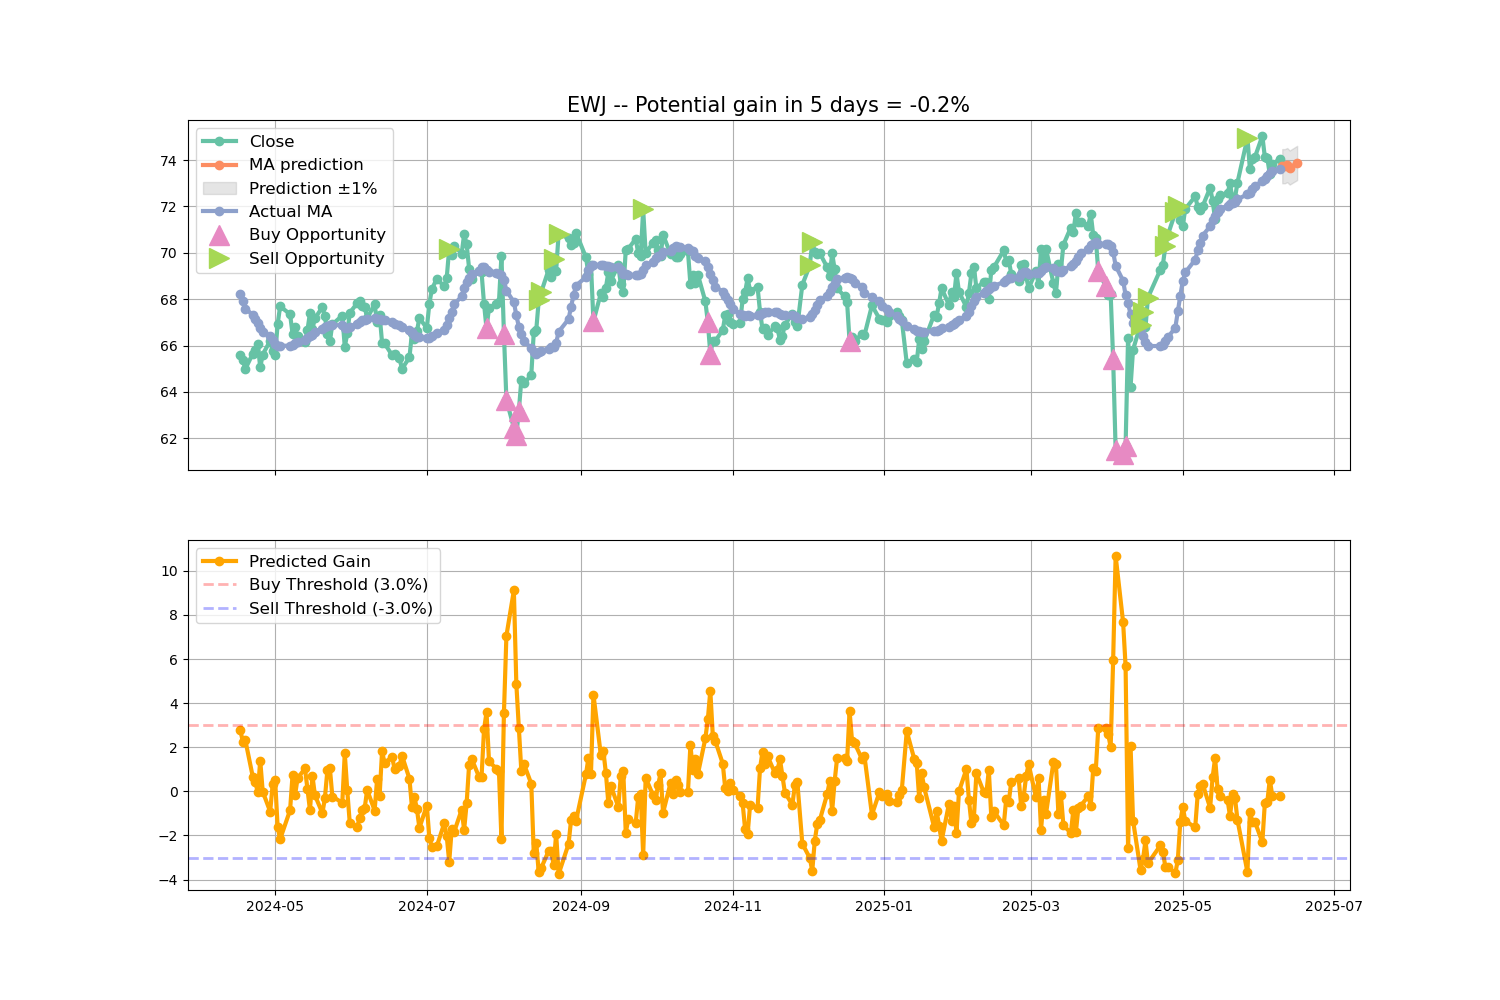 EWJ -- Potential gain in 5 days = -0.2%
Close
MA prediction
Prediction ±1%
Actual MA
Buy Opportunity
Sell Opportunity
74
72
70
68
66
64
62
Predicted Gain
Buy Threshold (3.0%)
Sell Threshold (-3.0%)
10
8
6
4
2
0
−2
−4
2024-05 2024-07 2024-09 2024-11 2025-01 2025-03 2025-05 2025-07